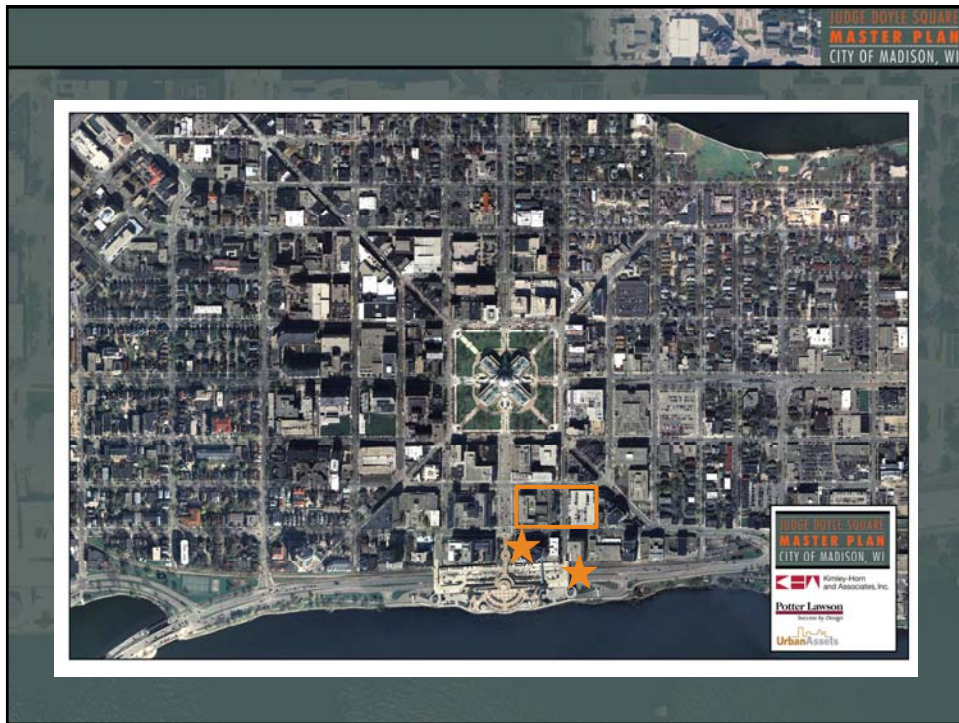 JUDGE DOYLE SQUARE
MASTER PLAN
CITY OF MADISON, WI
JUDGE DOYLE SQUARE
MASTER PLAN
CITY OF MADISON, WI
Kimley-Horn
and Associates, Inc.
Potter Lawson
Success by Design
UrbanAssets